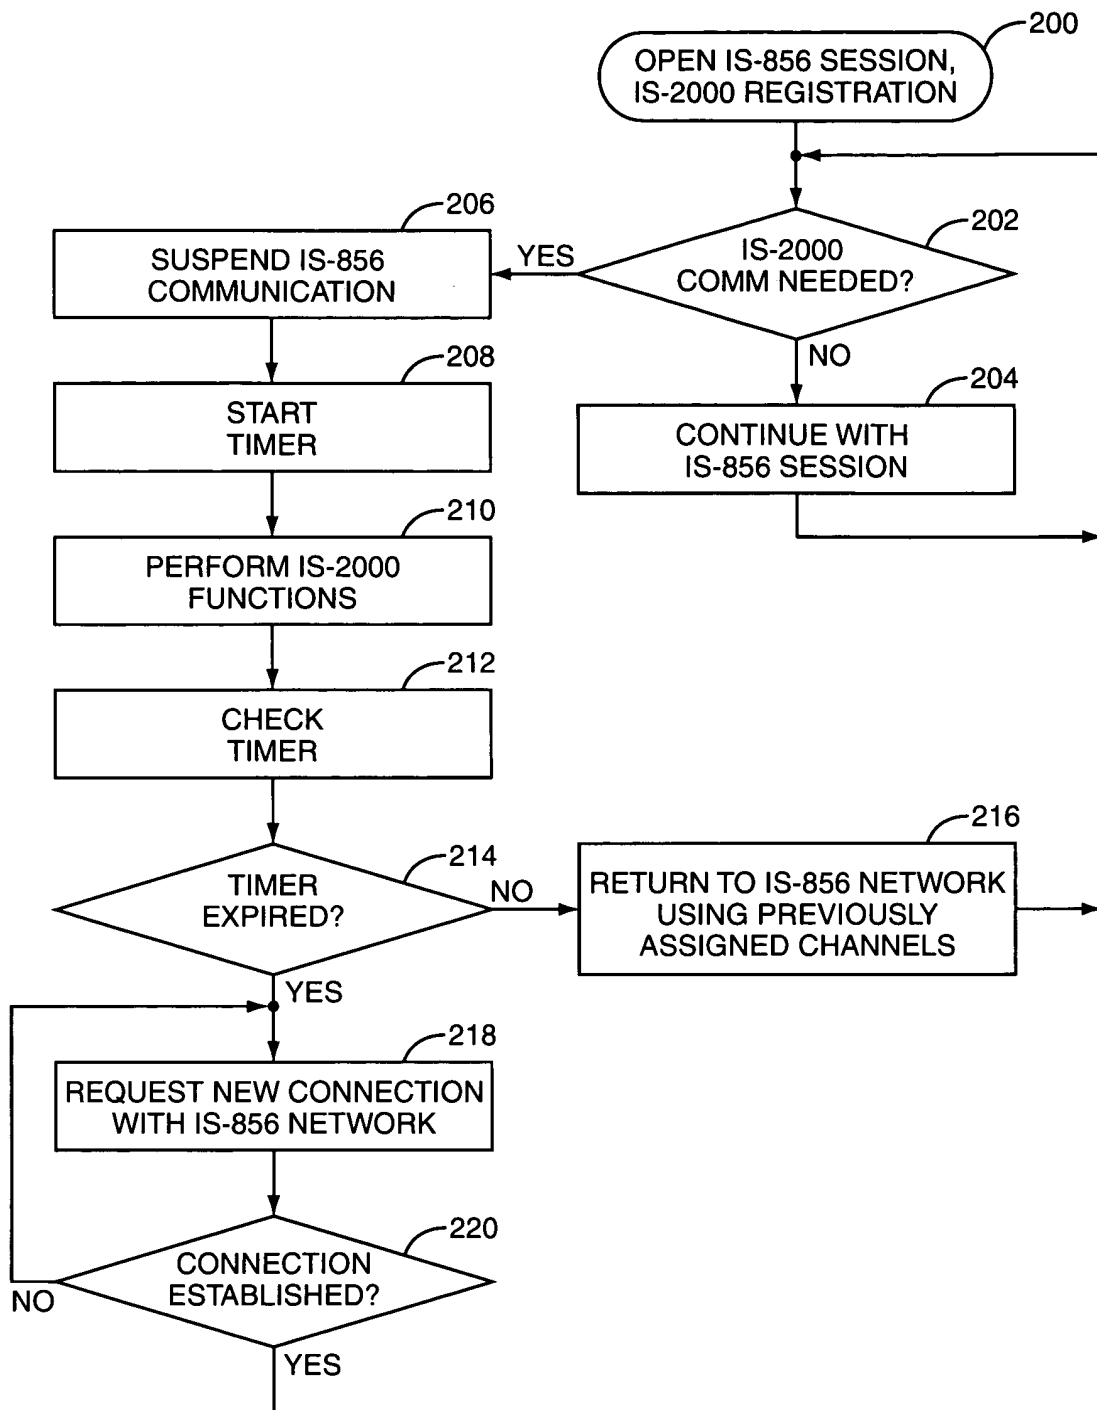 200
OPEN IS-856 SESSION,
IS-2000 REGISTRATION
202
IS-2000
COMM NEEDED?
YES
NO
204
CONTINUE WITH
IS-856 SESSION
206
SUSPEND IS-856
COMMUNICATION
208
START
TIMER
210
PERFORM IS-2000
FUNCTIONS
212
CHECK
TIMER
214
TIMER
EXPIRED?
NO
YES
216
RETURN TO IS-856 NETWORK
USING PREVIOUSLY
ASSIGNED CHANNELS
218
REQUEST NEW CONNECTION
WITH IS-856 NETWORK
220
CONNECTION
ESTABLISHED?
NO
YES